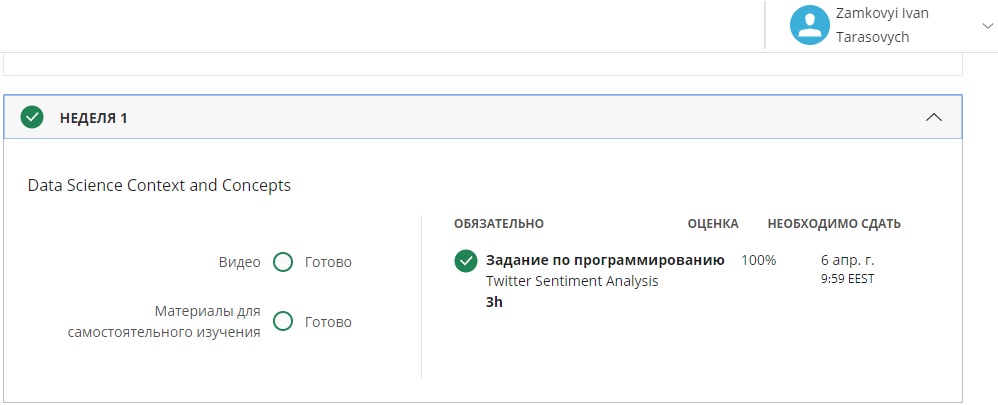 Zamkovyi Ivan
Tarasovych
НЕДЕЛЯ 1
Data Science Context and Concepts
Видео Готово
Материалы для
самостоятельного изучения Готово
ОБЯЗАТЕЛЬНО ОЦЕНКА НЕОБХОДИМО СДАТЬ
Задание по программированию 100% 6 апр. г.
Twitter Sentiment Analysis 9:59 EEST
3h